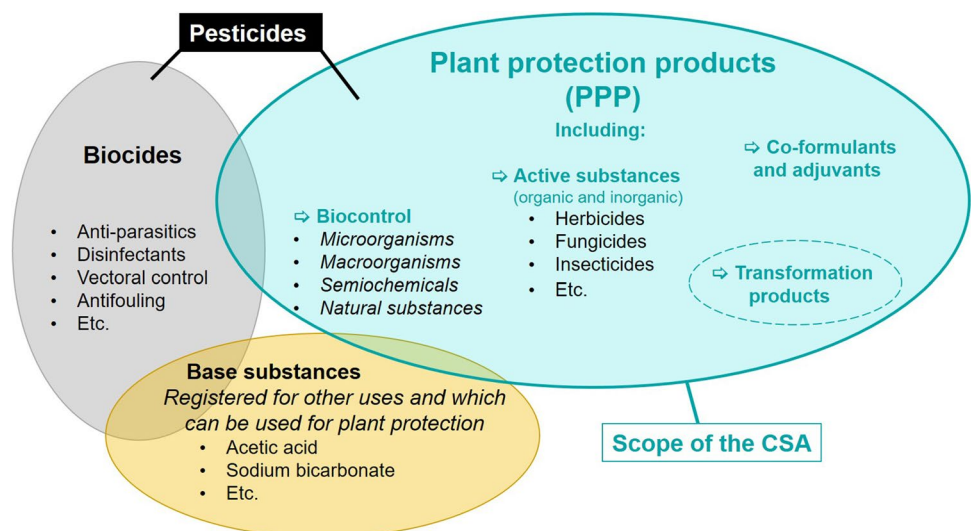 Pesticides
Plant protection products
(PPP)
Including:
Biocides
• Anti-parasitics
• Disinfectants
• Vectoral control
• Antifouling
• Etc.
⇨ Biocontrol
• Microorganisms
• Macroorganisms
• Semiochemicals
• Natural substances
⇨ Active substances
(organic and inorganic)
• Herbicides
• Fungicides
• Insecticides
• Etc.
⇨ Co-formulants
and adjuvants
⇨ Transformation
products
Base substances
Registered for other uses and which
can be used for plant protection
• Acetic acid
• Sodium bicarbonate
• Etc.
Scope of the CSA